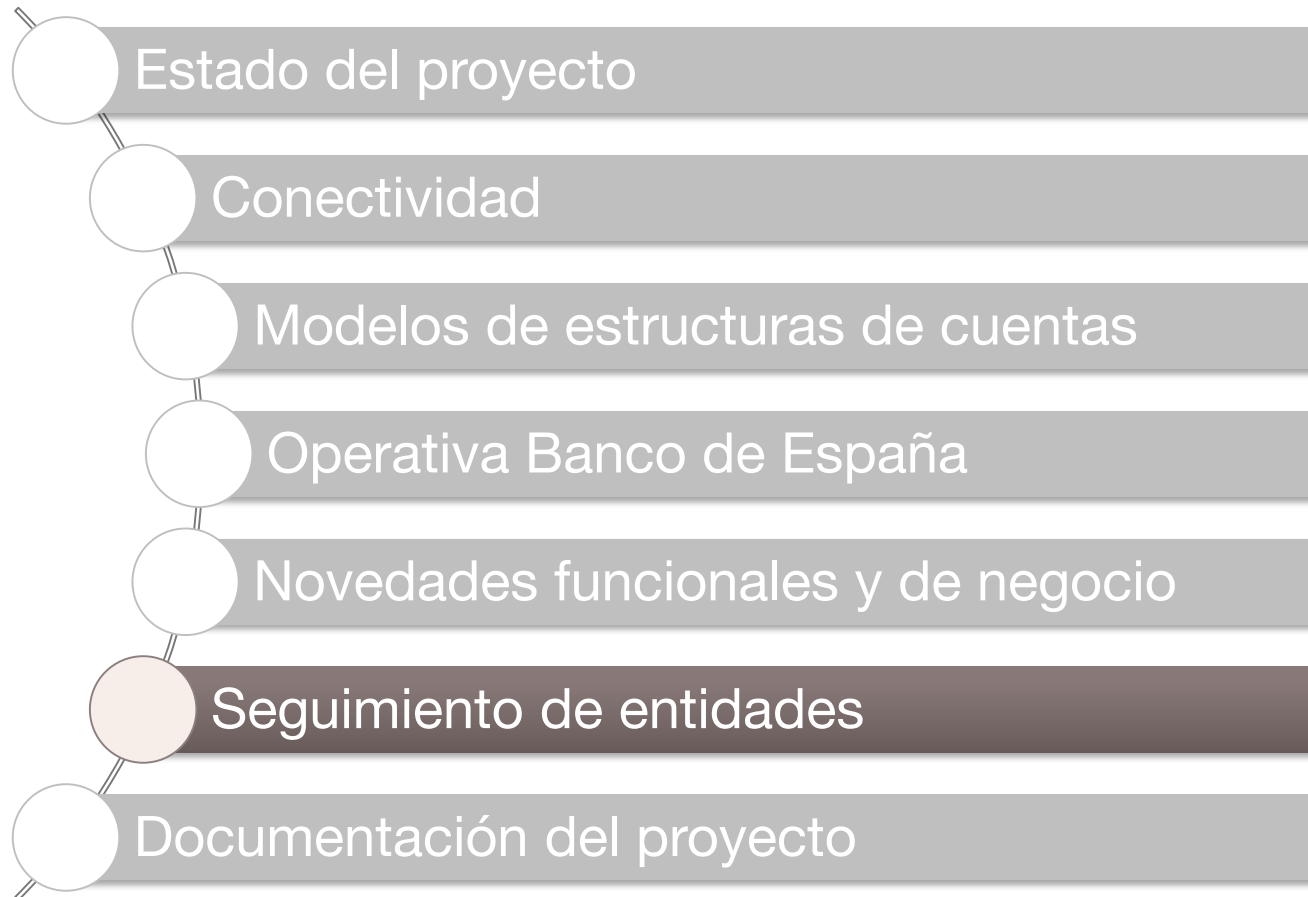 Estado del proyecto
Conectividad
Modelos de estructuras de cuentas
Operativa Banco de España
Novedades funcionales y de negocio
Seguimiento de entidades
Documentación del proyecto